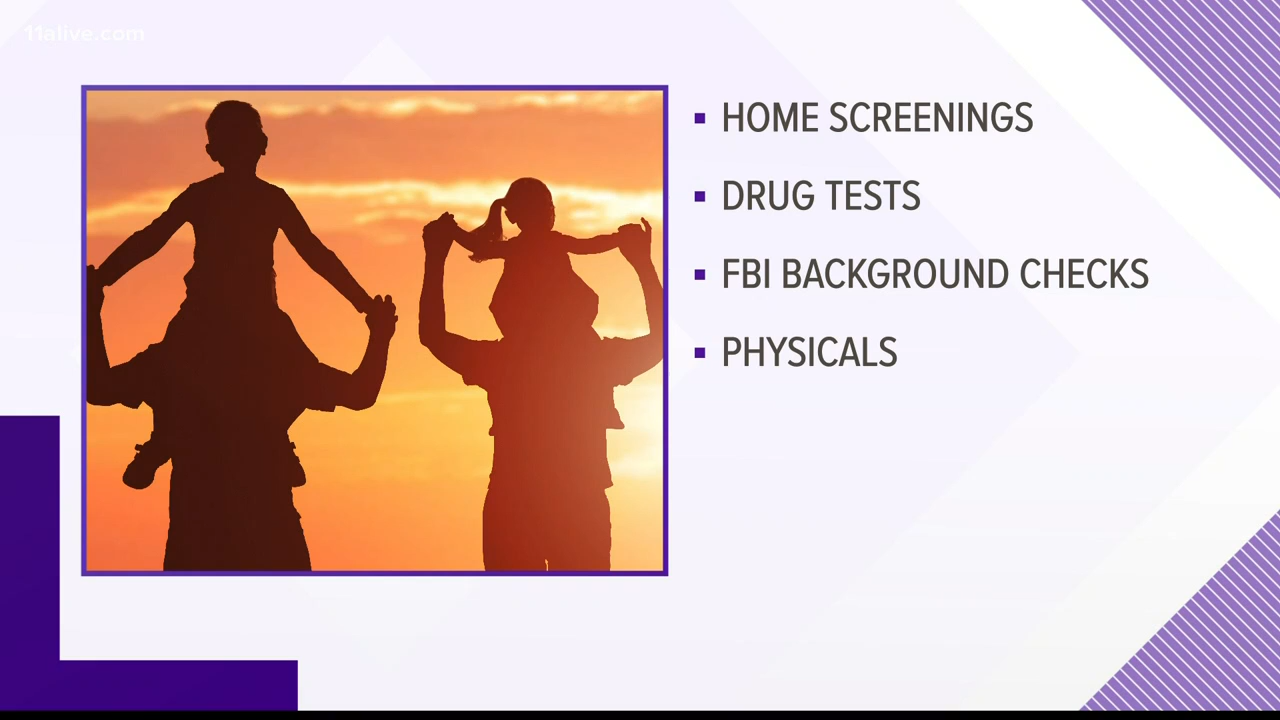 11alive.com
HOME SCREENINGS
DRUG TESTS
FBI BACKGROUND CHECKS
PHYSICALS